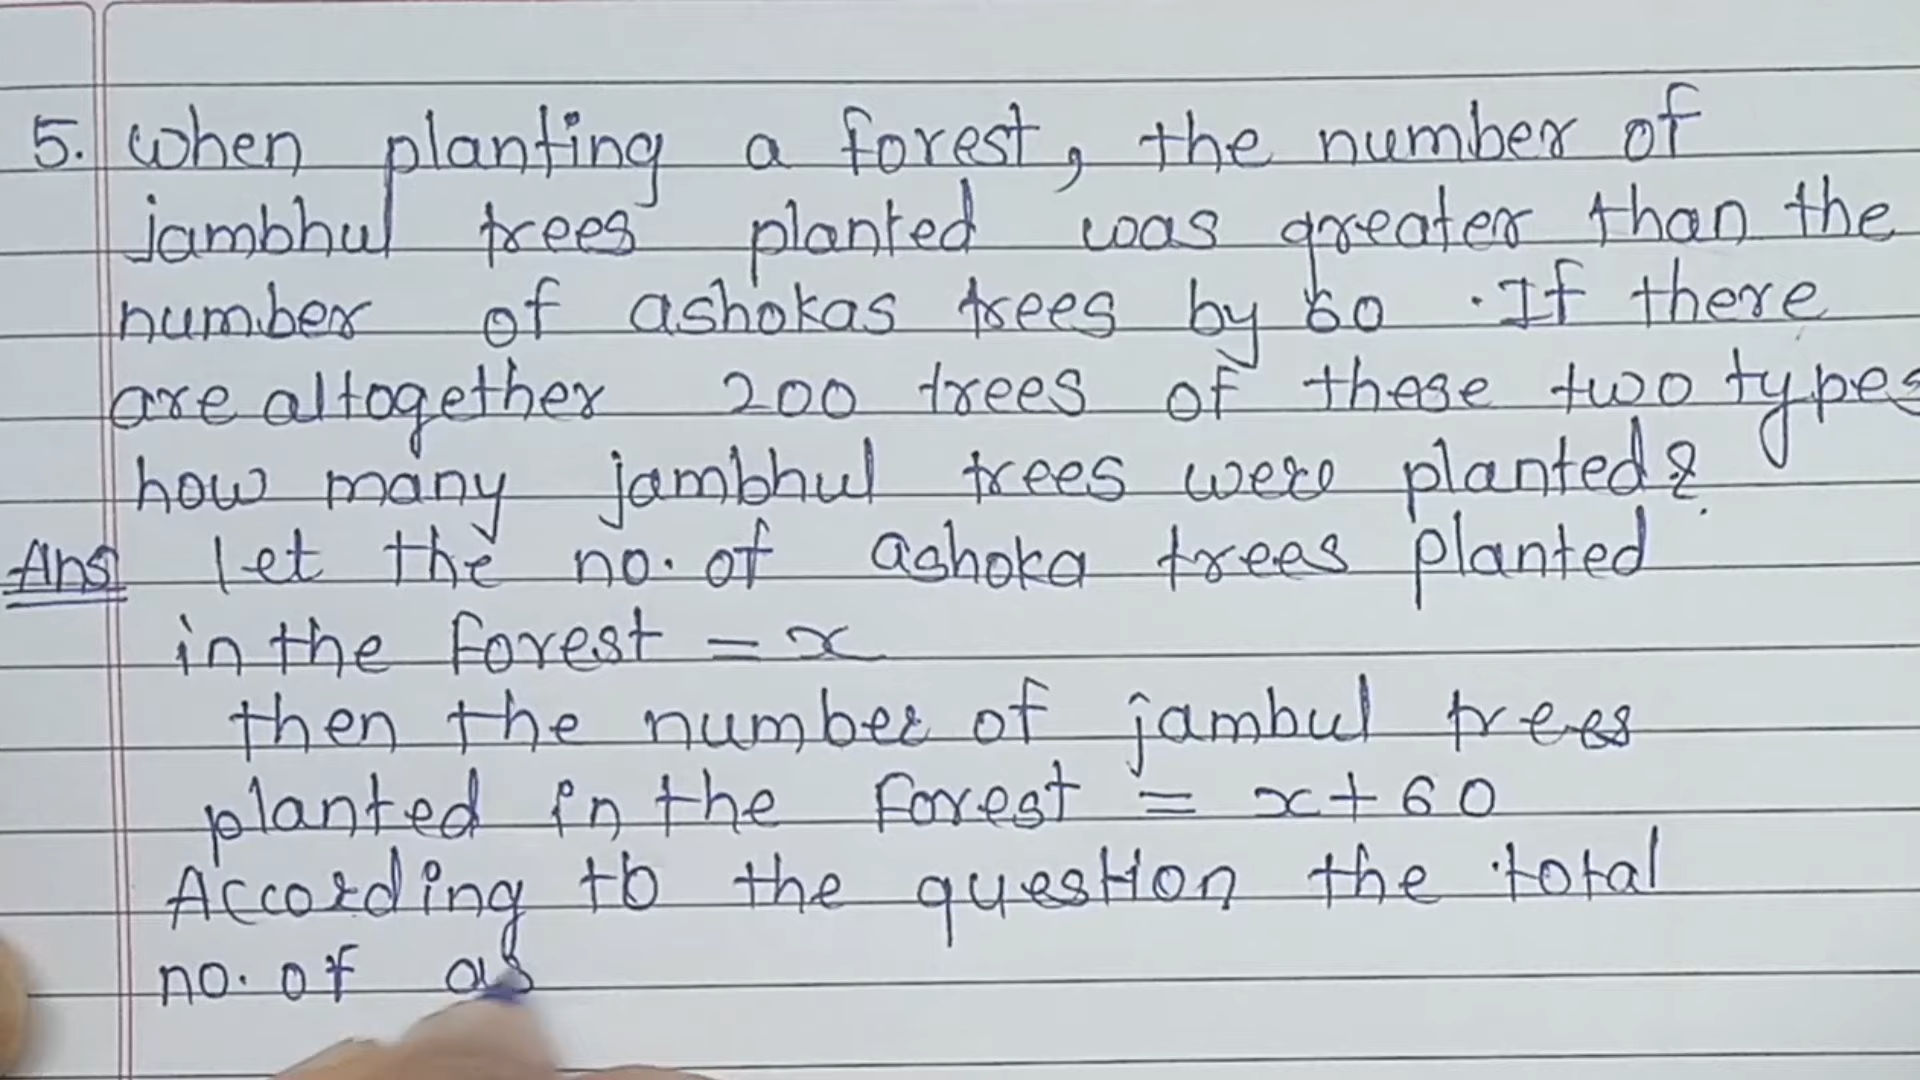 5. When planting a forest, the number of
jambhul trees planted was greater than the
number of ashokas trees by 60 . If there
are altogether 200 trees of these two types
how many jambhul trees were planted?
Ans let the no. of ashoka trees planted
in the forest = x
then the number of jambul trees
planted in the forest = x + 60
According to the question the total
no. of as